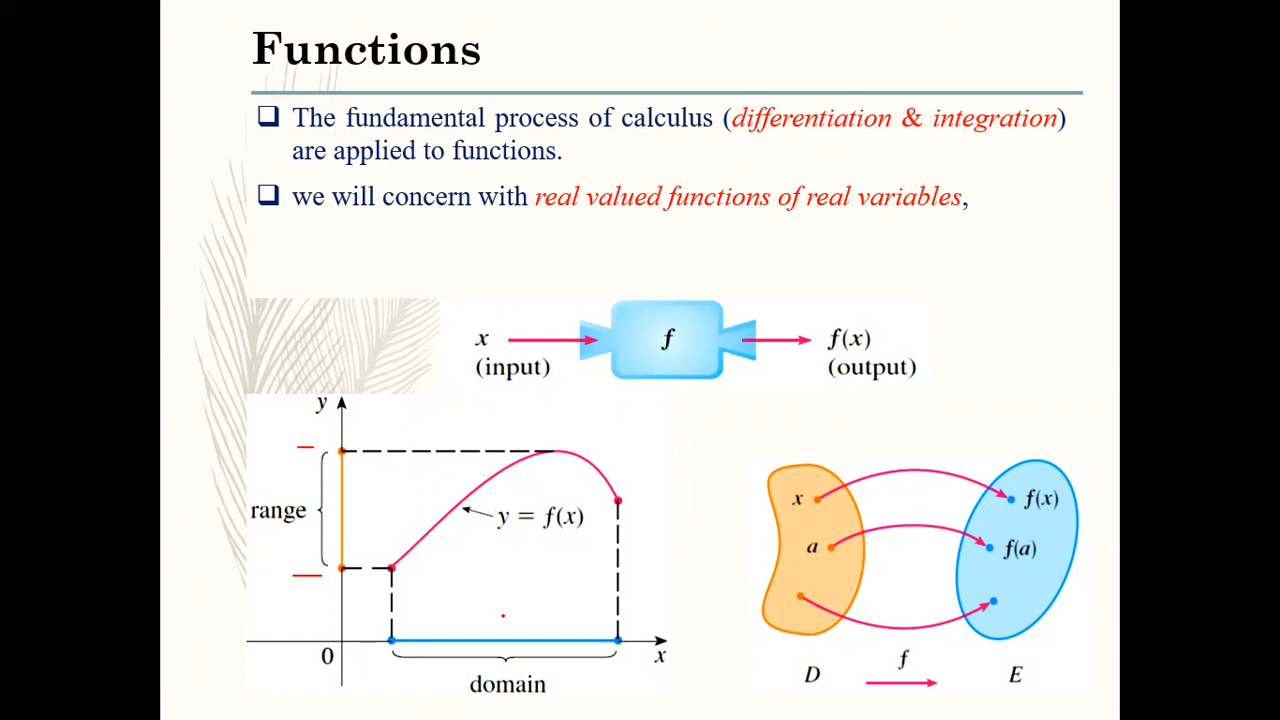 Functions
The fundamental process of calculus (differentiation & integration)
are applied to functions.
we will concern with real valued functions of real variables,
x
(input)
f
f(x)
(output)
y
range
y = f(x)
0
x
domain
x
f(x)
a
f(a)
D
f
E